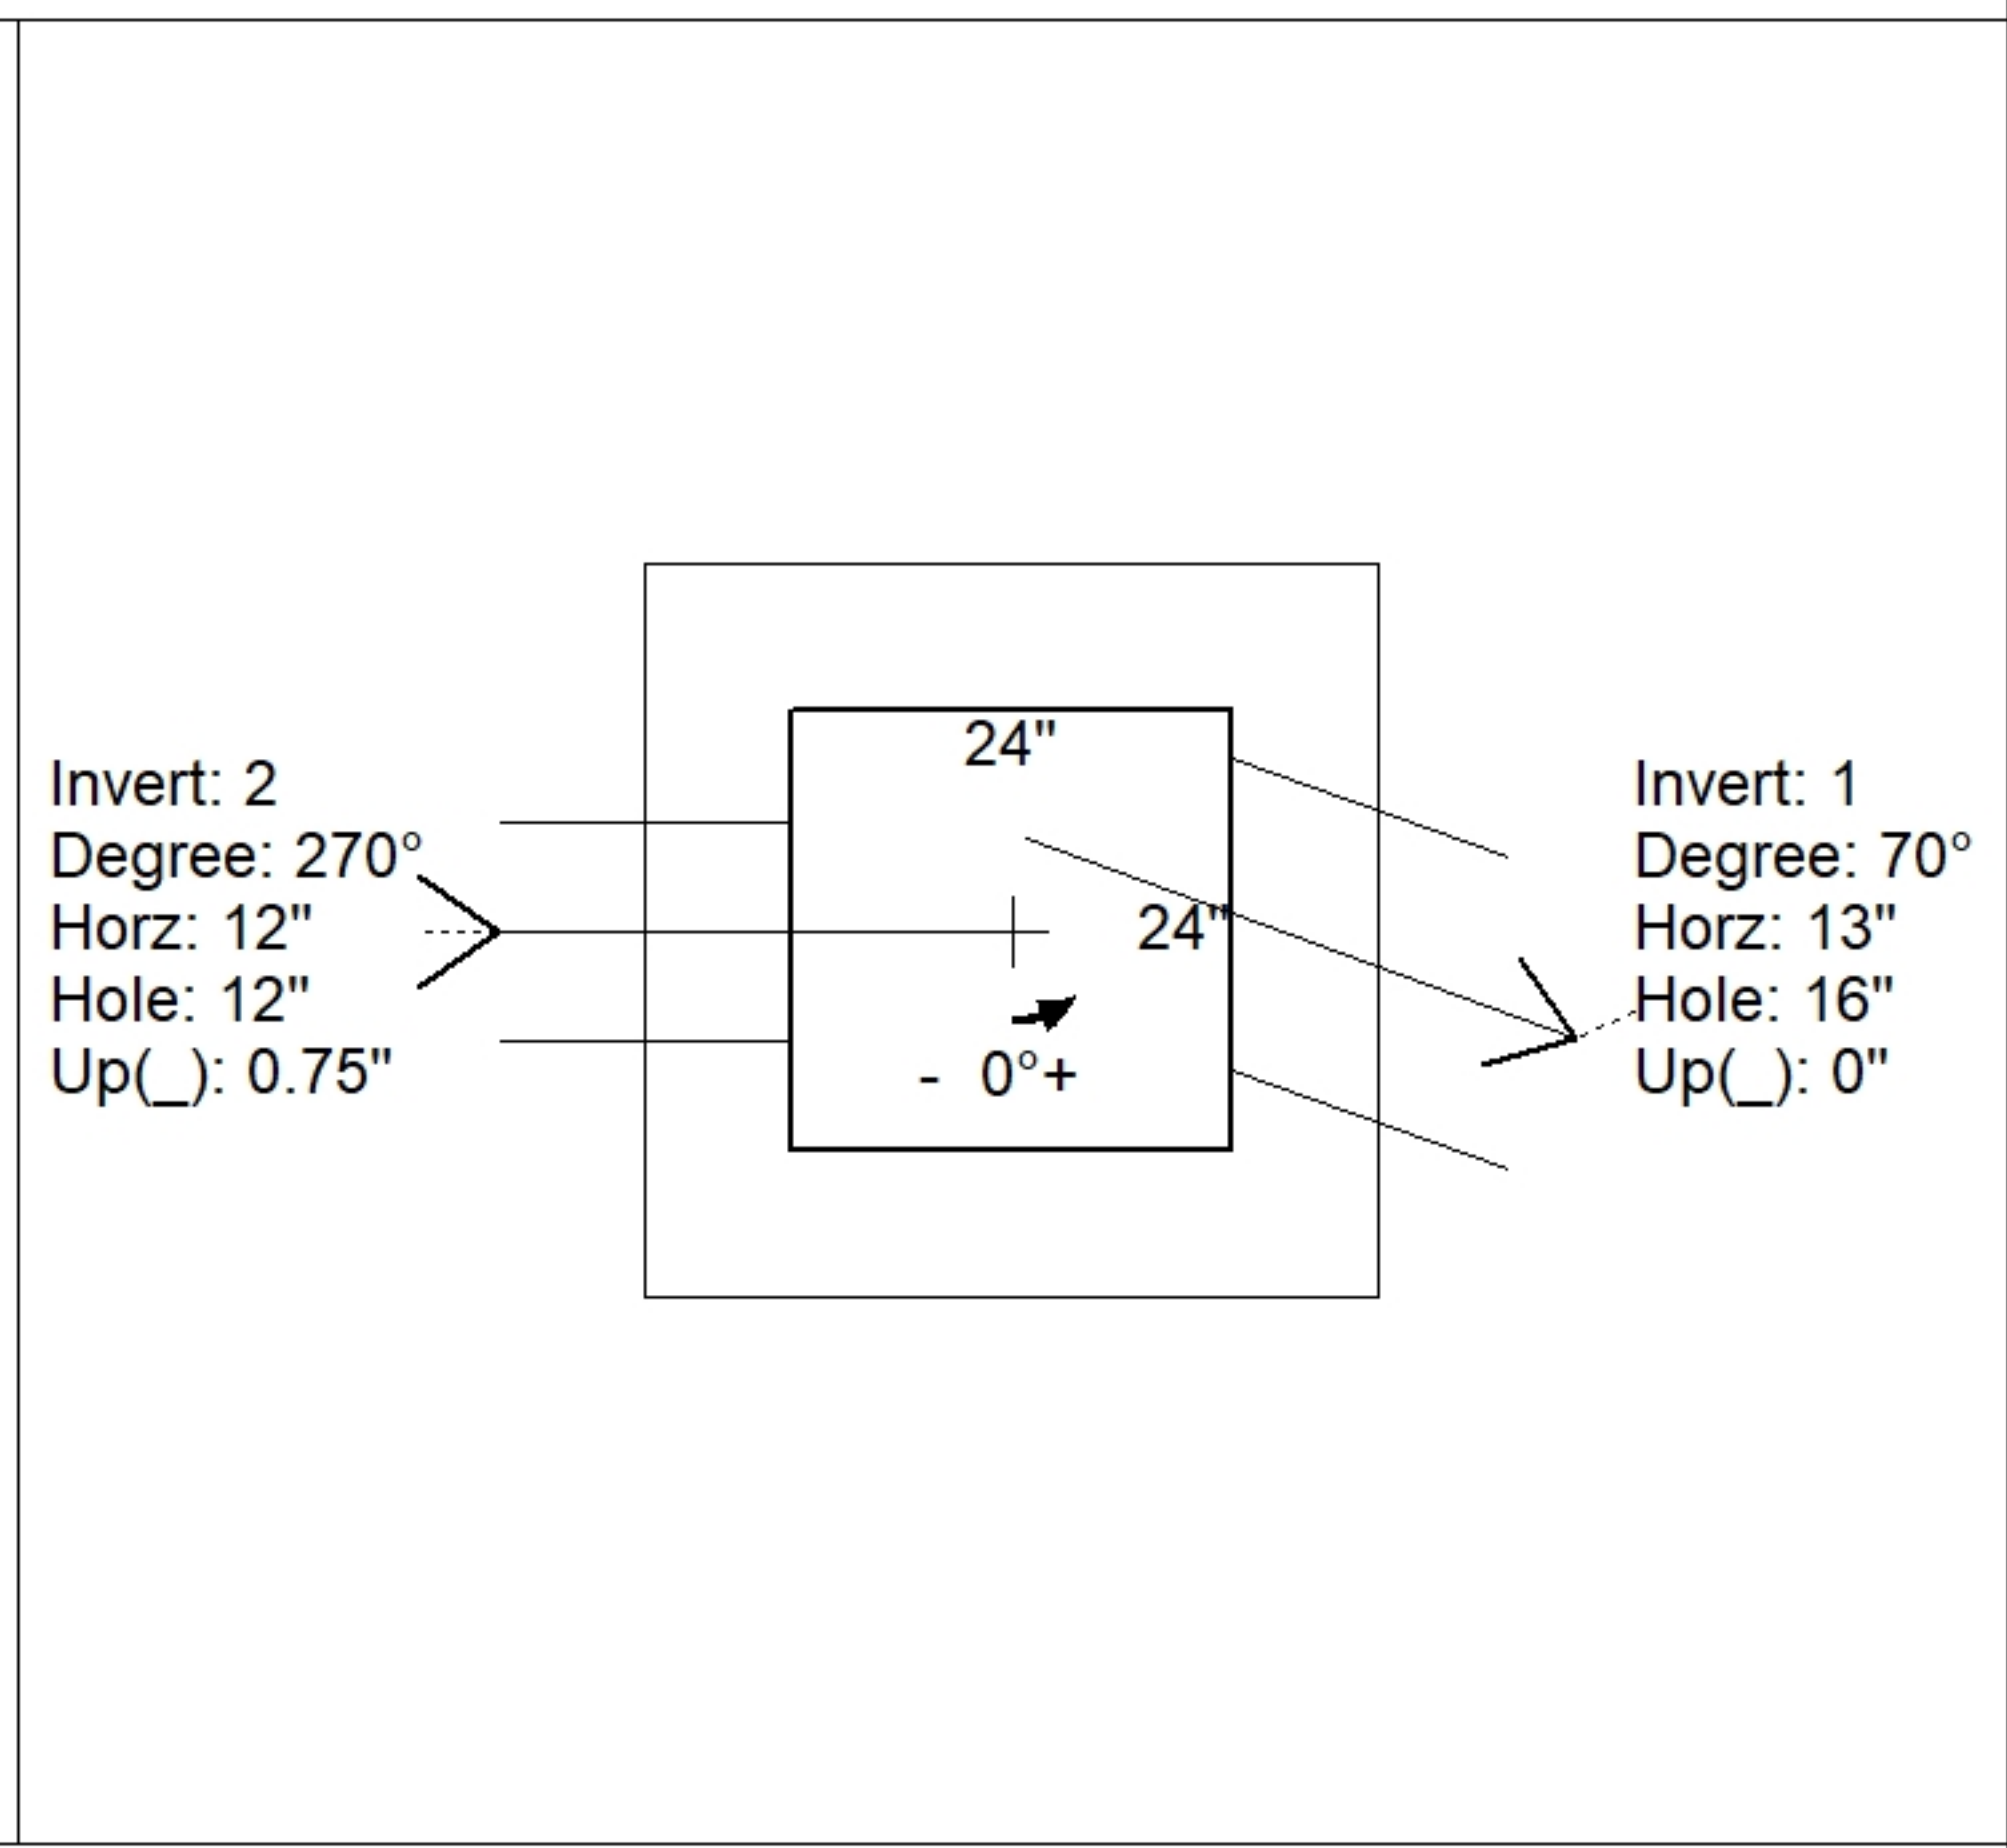 24"
Invert: 2
Degree: 270°
Horz: 12"
Hole: 12"
Up(_): 0.75"
24"
- 0°+
Invert: 1
Degree: 70°
Horz: 13"
Hole: 16"
Up(_): 0"